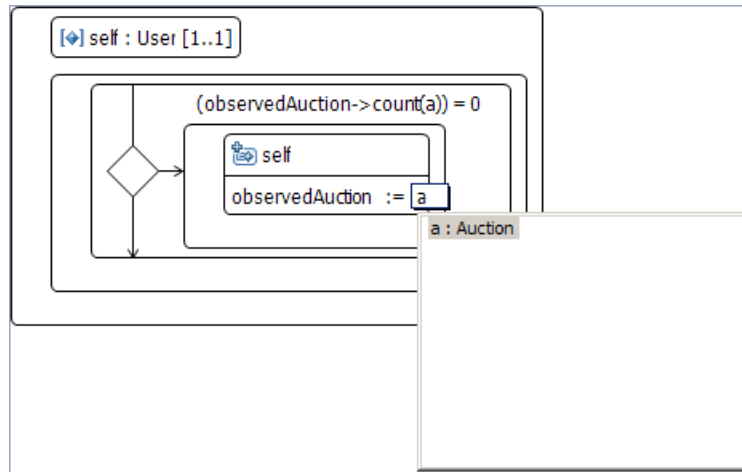 [◈] self : User [1..1]
(observedAuction->count(a)) = 0
self
observedAuction := a
a : Auction